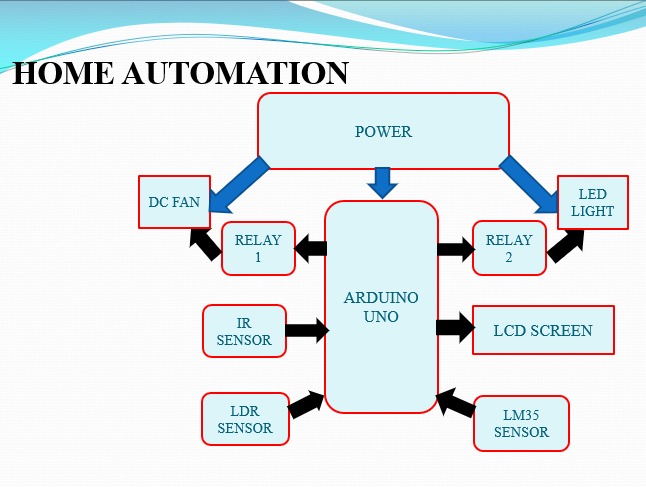 HOME AUTOMATION
POWER
DC FAN
LED
LIGHT
RELAY
1
RELAY
2
ARDUINO
UNO
IR
SENSOR
LCD SCREEN
LDR
SENSOR
LM35
SENSOR